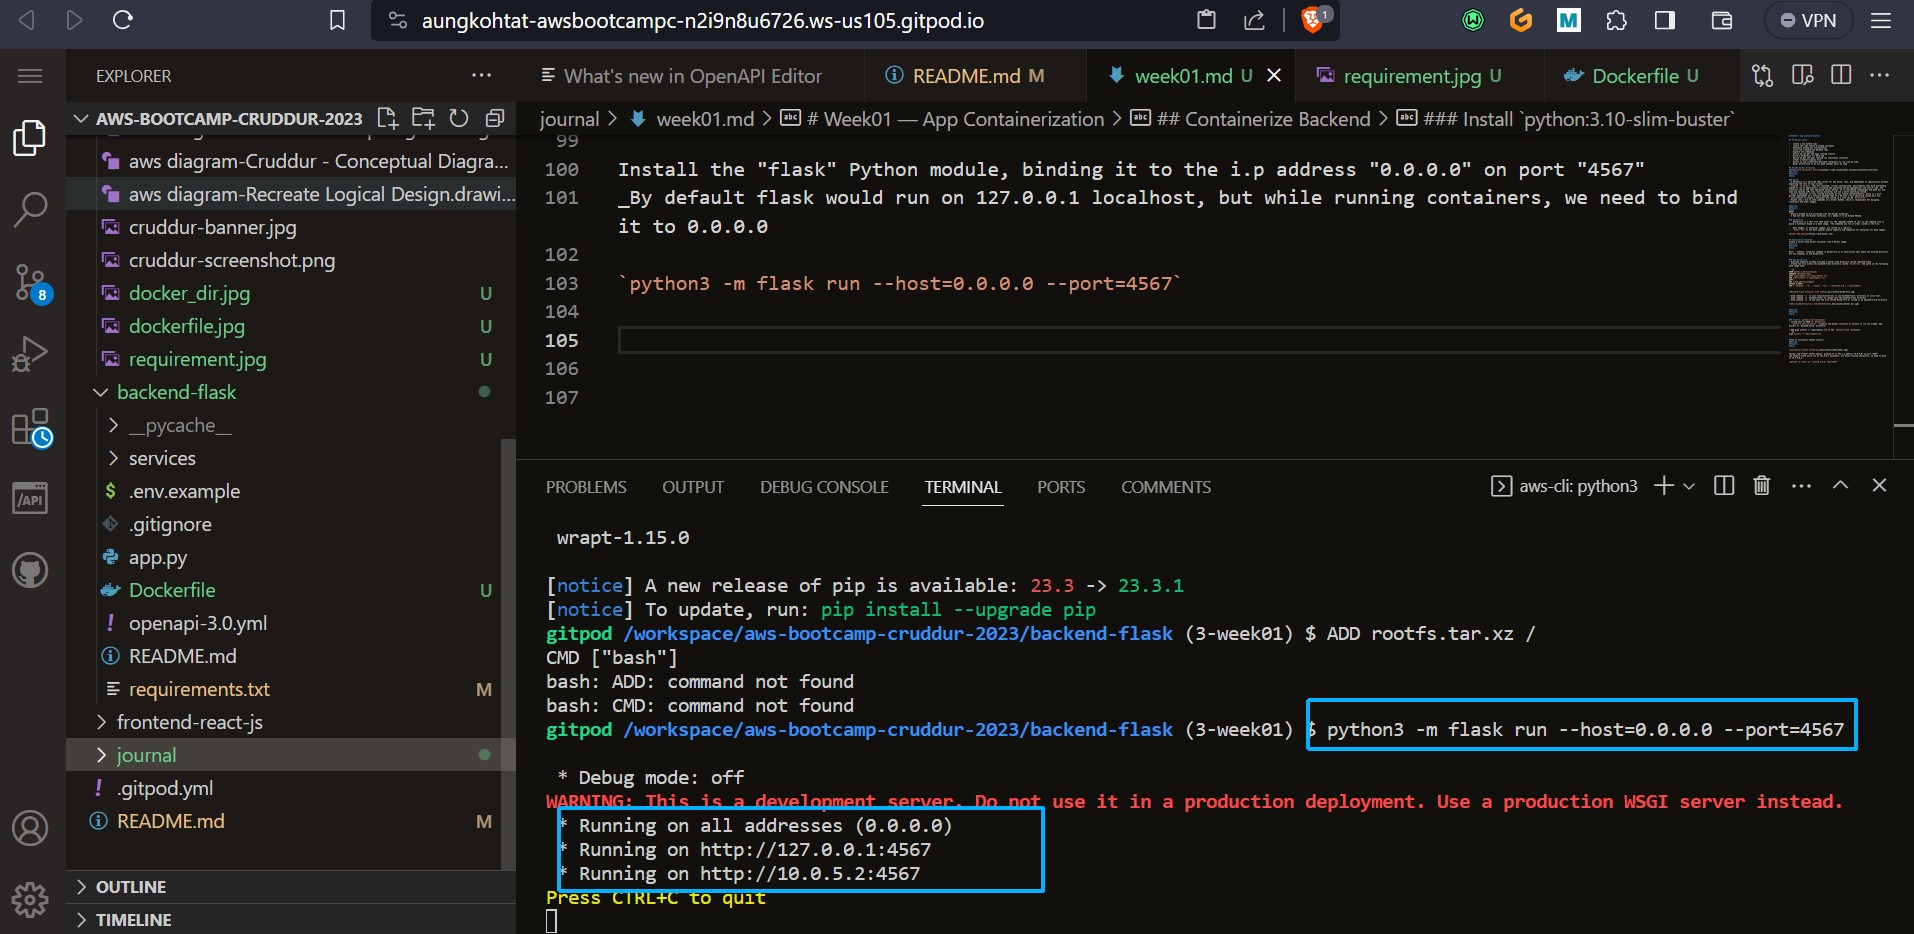 aungkohtat-awsbootcampc-n2i9n8u6726.ws-us105.gitpod.io
1
M
VPN
EXPLORER
What's new in OpenAPI Editor
README.md M
week01.md U
requirement.jpg U
Dockerfile U
AWS-BOOTCAMP-CRUDDUR-2023
journal > week01.md > # Week01 — App Containerization > ## Containerize Backend > ### Install `python:3.10-slim-buster`
aws diagram-Cruddur - Conceptual Diagra...
aws diagram-Recreate Logical Design.drawi...
cruddur-banner.jpg
cruddur-screenshot.png
docker_dir.jpg U
dockerfile.jpg U
requirement.jpg U
backend-flask
__pycache__
services
$ .env.example
.gitignore
app.py
Dockerfile U
! openapi-3.0.yml
README.md
requirements.txt M
frontend-react-js
journal
! .gitpod.yml
README.md M
OUTLINE
TIMELINE
8
/API
99
100 Install the "flask" Python module, binding it to the i.p address "0.0.0.0" on port "4567"
101 _By default flask would run on 127.0.0.1 localhost, but while running containers, we need to bind
it to 0.0.0.0
102
103 `python3 -m flask run --host=0.0.0.0 --port=4567`
104
105
106
107
PROBLEMS OUTPUT DEBUG CONSOLE TERMINAL PORTS COMMENTS
aws-cli: python3
wrapt-1.15.0
[notice] A new release of pip is available: 23.3 -> 23.3.1
[notice] To update, run: pip install --upgrade pip
gitpod /workspace/aws-bootcamp-cruddur-2023/backend-flask (3-week01) $ ADD rootfs.tar.xz /
CMD ["bash"]
bash: ADD: command not found
bash: CMD: command not found
gitpod /workspace/aws-bootcamp-cruddur-2023/backend-flask (3-week01) $ python3 -m flask run --host=0.0.0.0 --port=4567
* Debug mode: off
WARNING: This is a development server. Do not use it in a production deployment. Use a production WSGI server instead.
* Running on all addresses (0.0.0.0)
* Running on http://127.0.0.1:4567
* Running on http://10.0.5.2:4567
Press CTRL+C to quit